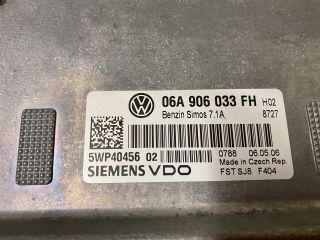 06A 906 033 FH H02
Benzin Simos 7.1A 8727
5WP40456 02 0788 06.05.06
Made in Czech Rep.
SIEMENS VDO FST SJ8 F404